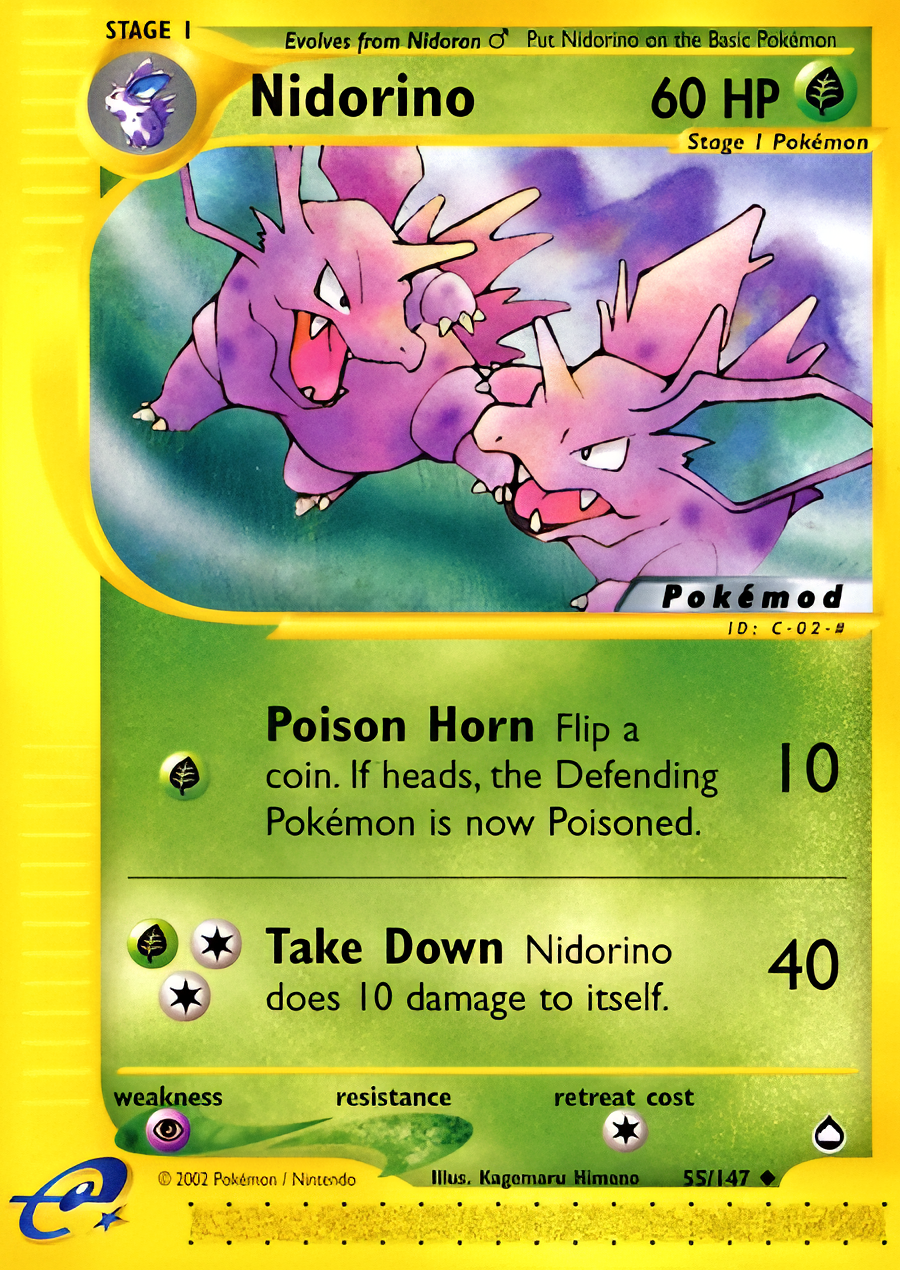 STAGE 1
Evolves from Nidoran ♂ Put Nidorino on the Basic Pokémon
Nidorino 60 HP
Stage 1 Pokémon
Pokémod
ID: C-02-#
Poison Horn Flip a
coin. If heads, the Defending
Pokémon is now Poisoned.
10
Take Down Nidorino
does 10 damage to itself.
40
weakness resistance retreat cost
© 2002 Pokémon / Nintendo Illus. Kagemaru Himeno 55/147 ◆
e